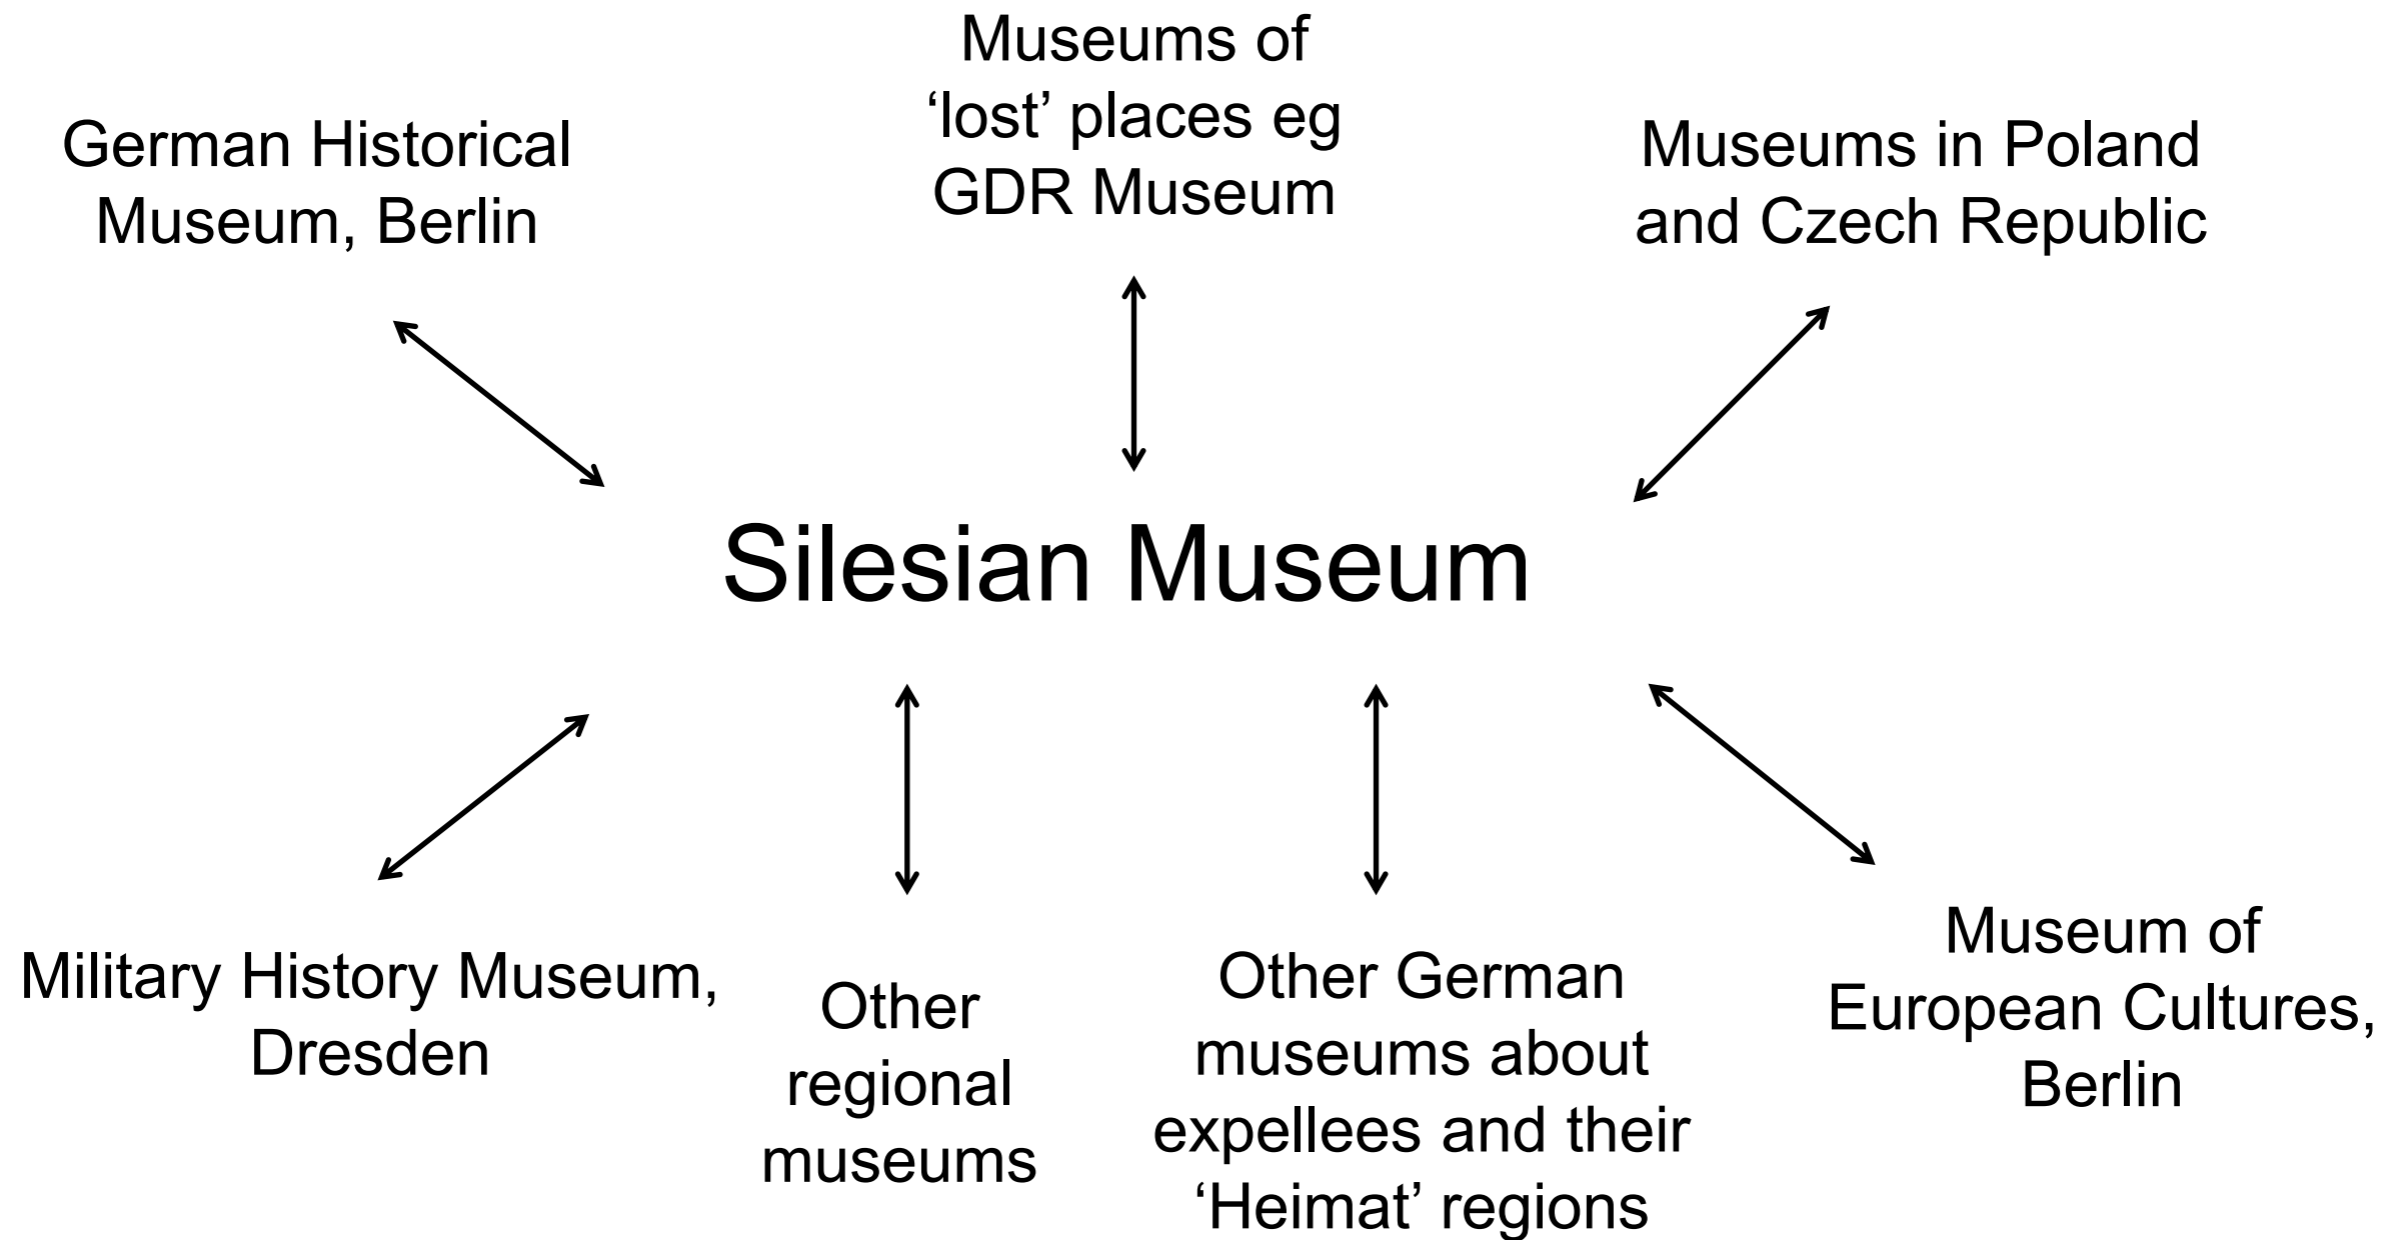 Museums of
‘lost’ places eg
GDR Museum
German Historical
Museum, Berlin
Museums in Poland
and Czech Republic
Silesian Museum
Military History Museum,
Dresden
Other
regional
museums
Other German
museums about
expellees and their
‘Heimat’ regions
Museum of
European Cultures,
Berlin